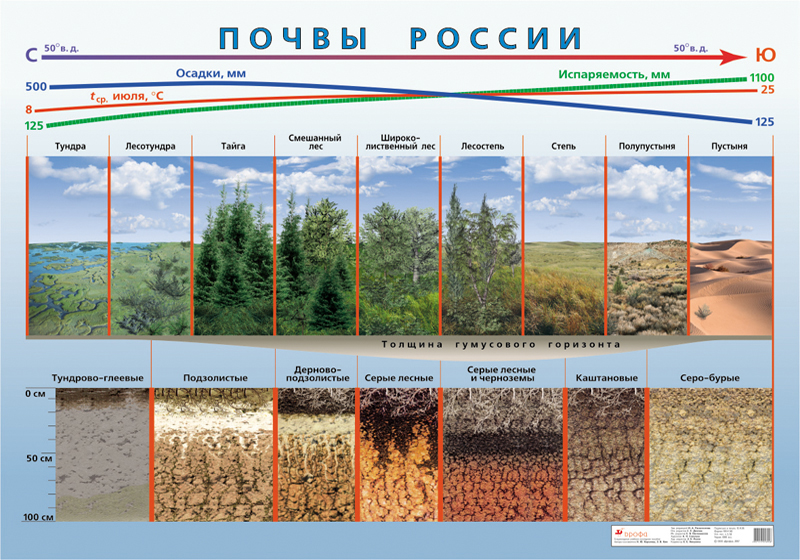 ПОЧВЫ РОССИИ
С
50° в. д.
50° в. д.
Ю
Осадки, мм
Испаряемость, мм
1100
500
tср. июля, °С
25
8
125
125
Тундра
Лесотундра
Тайга
Смешанный
лес
Широко-
лиственный лес
Лесостепь
Степь
Полупустыня
Пустыня
Толщина гумусового горизонта
Тундрово-глеевые
Подзолистые
Дерново-
подзолистые
Серые лесные
Серые лесные
и черноземы
Каштановые
Серо-бурые
0 см
50 см
100 см
дрофа